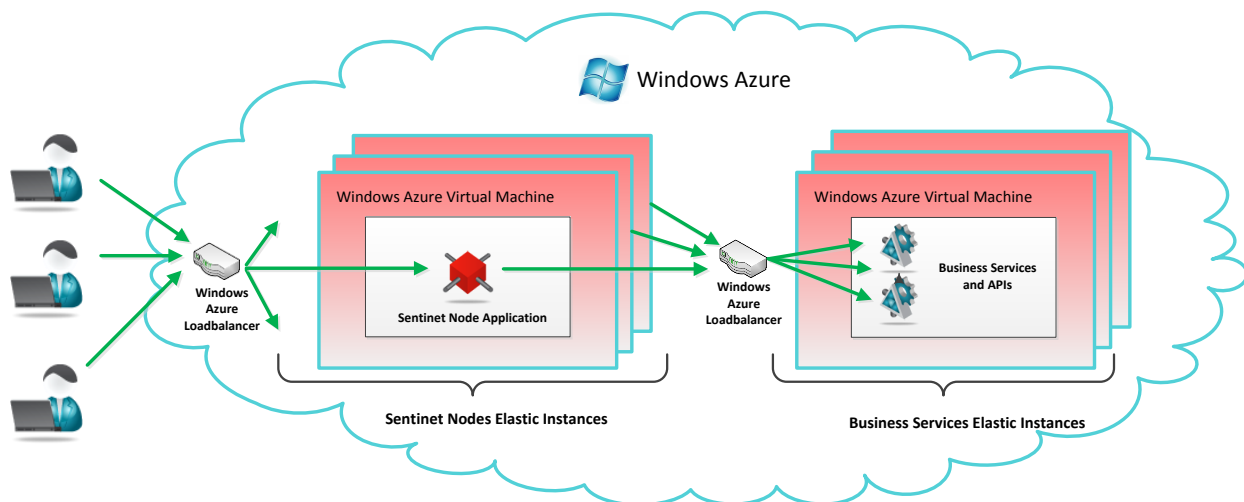 Windows Azure
Windows Azure Virtual Machine
Windows Azure Virtual Machine
Windows
Azure
Loadbalancer
Sentinet Node Application
Windows
Azure
Loadbalancer
Business Services
and APIs
Sentinet Nodes Elastic Instances
Business Services Elastic Instances